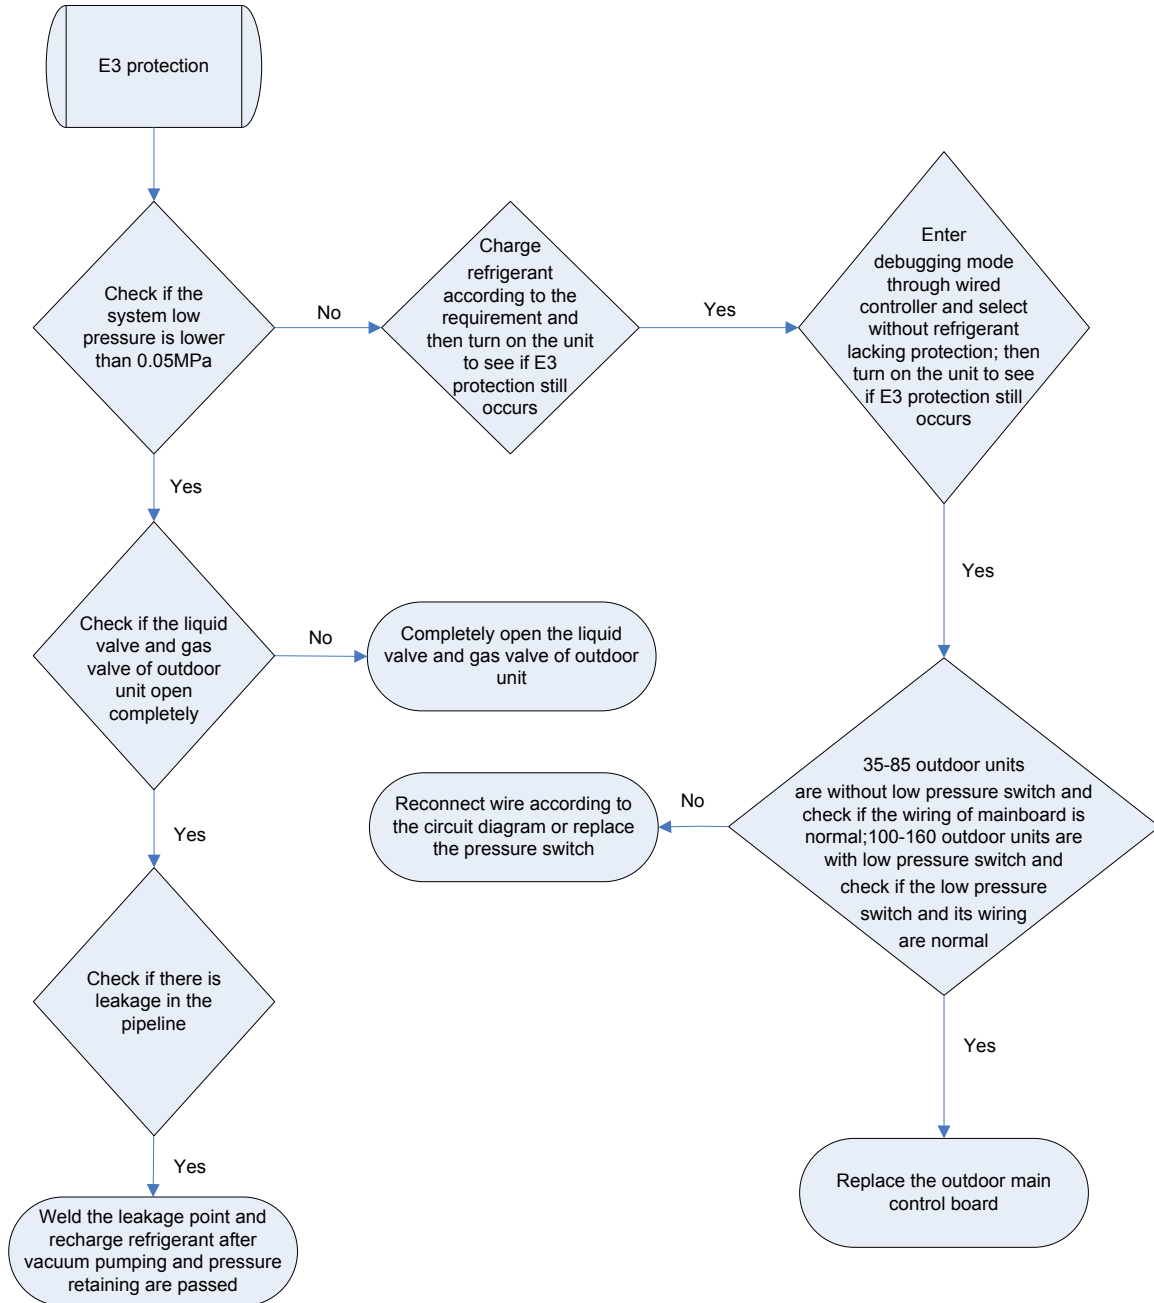 E3 protection
Check if the
system low
pressure is lower
than 0.05MPa
No
Charge
refrigerant
according to the
requirement and
then turn on the unit
to see if E3
protection still
occurs
Yes
Enter
debugging mode
through wired
controller and select
without refrigerant
lacking protection; then
turn on the unit to see
if E3 protection still
occurs
Yes
Yes
Check if the liquid
valve and gas
valve of outdoor
unit open
completely
No
Completely open the liquid
valve and gas valve of outdoor
unit
35-85 outdoor units
are without low pressure switch and
check if the wiring of mainboard is
normal;100-160 outdoor units are
with low pressure switch and
check if the low pressure
switch and its wiring
are normal
No
Reconnect wire according to
the circuit diagram or replace
the pressure switch
Yes
Check if there is
leakage in the
pipeline
Yes
Yes
Weld the leakage point and
recharge refrigerant after
vacuum pumping and pressure
retaining are passed
Replace the outdoor main
control board